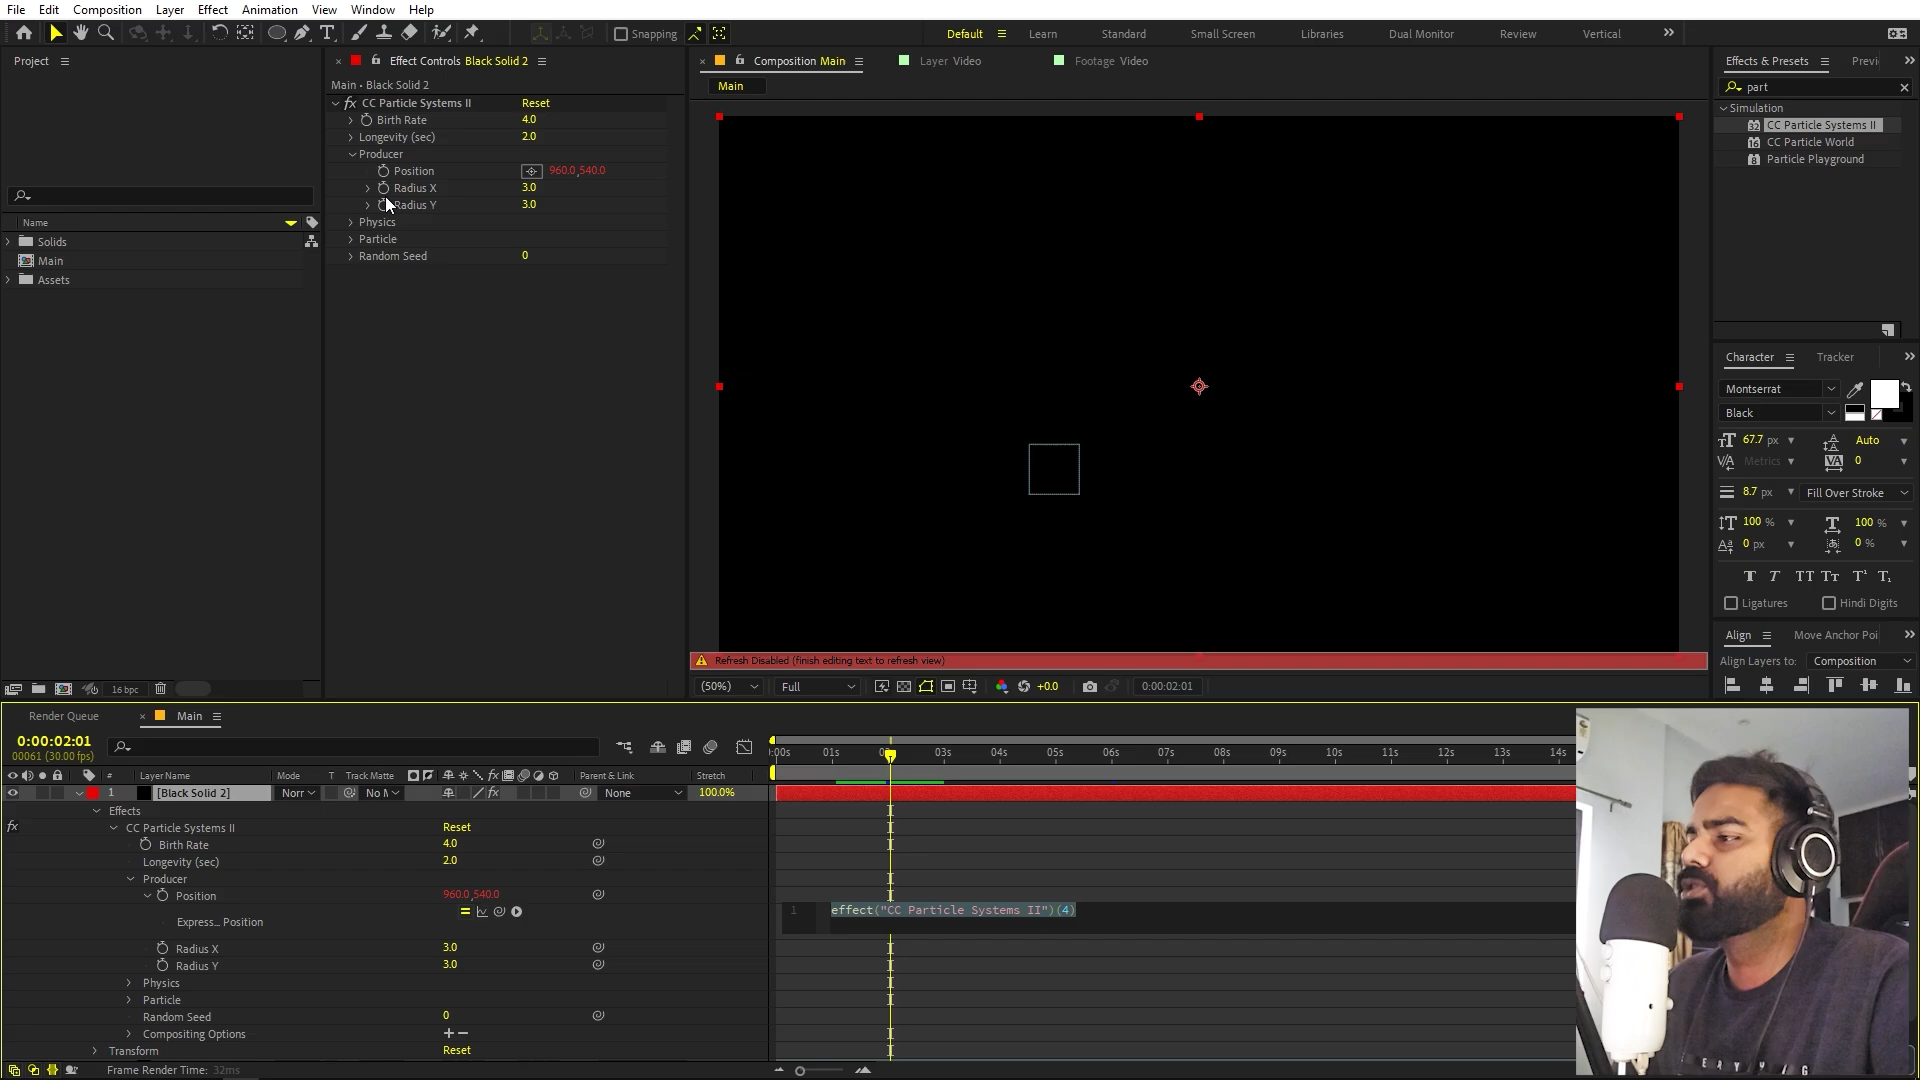 File Edit Composition Layer Effect Animation View Window Help
Snapping
Default Learn Standard Small Screen Libraries Dual Monitor Review Vertical
Project
Name
Solids
Main
Assets
16 bpc
Effect Controls Black Solid 2
Main • Black Solid 2
CC Particle Systems II Reset
Birth Rate 4.0
Longevity (sec) 2.0
Producer
Position 960.0,540.0
Radius X 3.0
Radius Y 3.0
Physics
Particle
Random Seed 0
Composition Main
Layer Video
Footage Video
Main
Refresh Disabled (finish editing text to refresh view)
(50%) Full +0.0 0:00:02:01
Effects & Presets Previ
part
Simulation
CC Particle Systems II
CC Particle World
Particle Playground
Character Tracker
Montserrat
Black
67.7 px Auto
Metrics 0
8.7 px Fill Over Stroke
100 % 100 %
0 px 0 %
T T TT Tt T¹ T₁
Ligatures Hindi Digits
Align Move Anchor Poi
Align Layers to: Composition
Render Queue Main
0:00:02:01
00061 (30.00 fps)
# Layer Name Mode T Track Matte Parent & Link Stretch
1 [Black Solid 2] Norr No M None 100.0%
Effects
CC Particle Systems II Reset
Birth Rate 4.0
Longevity (sec) 2.0
Producer
Position 960.0,540.0
Express... Position
Radius X 3.0
Radius Y 3.0
Physics
Particle
Random Seed 0
Compositing Options
Transform Reset
Frame Render Time: 32ms
:00s 01s 03s 04s 05s 06s 07s 08s 09s 10s 11s 12s 13s 14s
1 effect("CC Particle Systems II")(4)